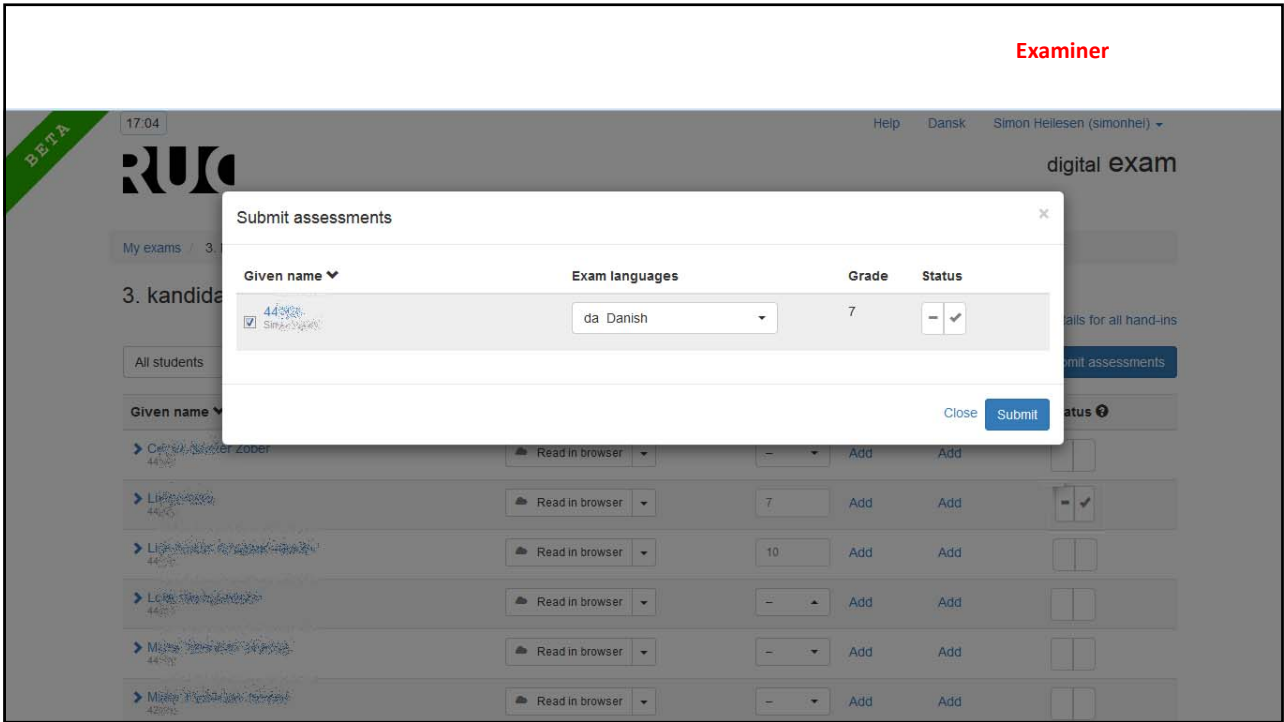 Examiner
BETA
17:04 Help Dansk Simon Heilesen (simonhei)
RUC
digital exam
Submit assessments ×
My exams / 3.
Given name Exam languages Grade Status
3. kandida
da Danish 7
ails for all hand-ins
All students
mit assessments
Close Submit
Given name atus
Zober
Read in browser – Add Add
Read in browser 7 Add Add
Read in browser 10 Add Add
Read in browser – Add Add
Read in browser – Add Add
Read in browser – Add Add